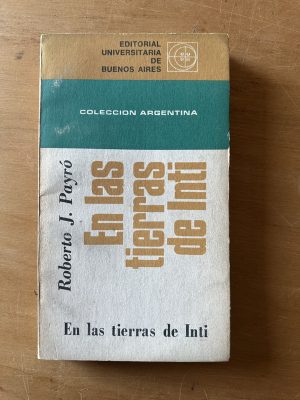 EDITORIAL
UNIVERSITARIA
DE
BUENOS AIRES
COLECCION ARGENTINA
Roberto J. Payró
En las
tierras
de Inti
En las tierras de Inti